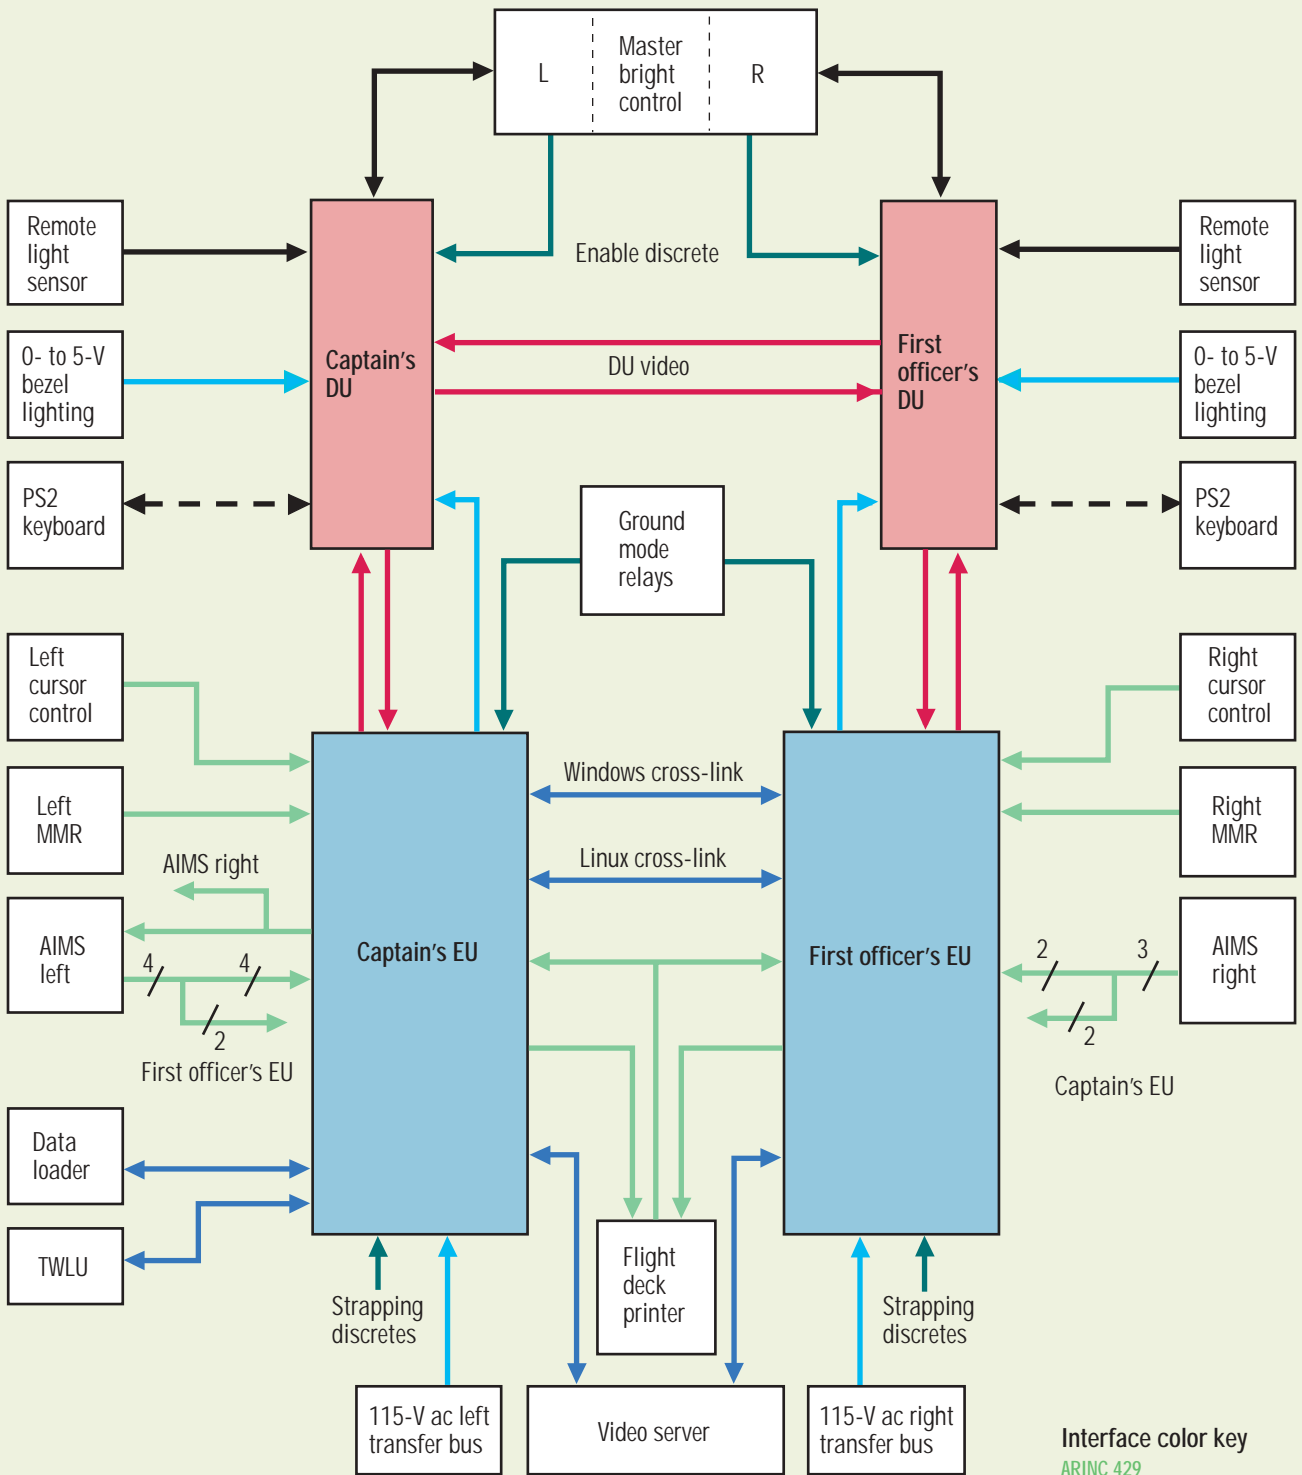 L
Master
bright
control
R
Remote
light
sensor
Enable discrete
Remote
light
sensor
0- to 5-V
bezel
lighting
Captain's
DU
DU video
First
officer's
DU
0- to 5-V
bezel
lighting
PS2
keyboard
Ground
mode
relays
PS2
keyboard
Left
cursor
control
Right
cursor
control
Windows cross-link
Left
MMR
Right
MMR
AIMS right
Linux cross-link
AIMS
left
4
4
2
First officer's EU
Captain's EU
First officer's EU
2
3
2
AIMS
right
Captain's EU
Data
loader
TWLU
Strapping
discretes
Flight
deck
printer
Strapping
discretes
115-V ac left
transfer bus
Video server
115-V ac right
transfer bus
Interface color key
ARINC 429